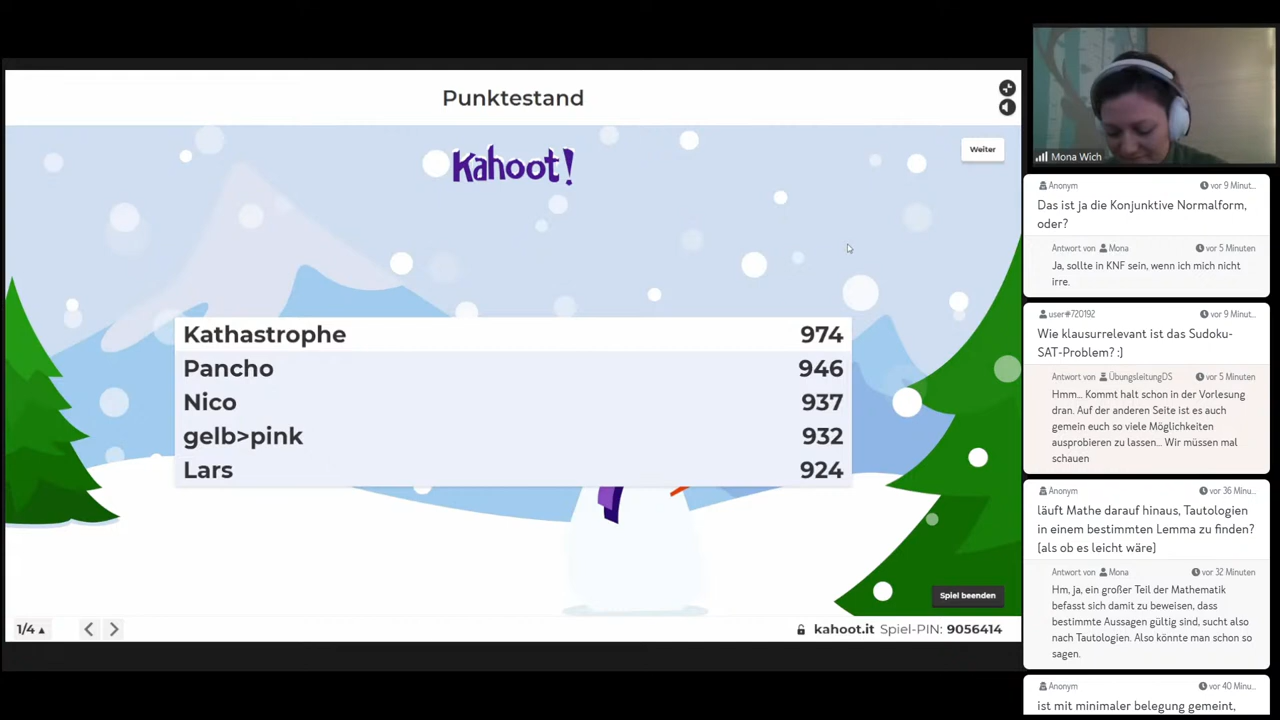 Punktestand
Kahoot!
Weiter
Kathastrophe 974
Pancho 946
Nico 937
gelb>pink 932
Lars 924
Spiel beenden
1/4
kahoot.it Spiel-PIN: 9056414
Mona Wich
Anonym vor 9 Minut...
Das ist ja die Konjunktive Normalform,
oder?
Antwort von Mona vor 5 Minuten
Ja, sollte in KNF sein, wenn ich mich nicht
irre.
user#720192 vor 9 Minut...
Wie klausurrelevant ist das Sudoku-
SAT-Problem? :)
Antwort von ÜbungsleitungDS vor 5 Minuten
Hmm... Kommt halt schon in der Vorlesung
dran. Auf der anderen Seite ist es auch
gemein euch so viele Möglichkeiten
ausprobieren zu lassen... Wir müssen mal
schauen
Anonym vor 36 Minu...
läuft Mathe darauf hinaus, Tautologien
in einem bestimmten Lemma zu finden?
[als ob es leicht wäre]
Antwort von Mona vor 32 Minuten
Hm, ja, ein großer Teil der Mathematik
befasst sich damit zu beweisen, dass
bestimmte Aussagen gültig sind, sucht also
nach Tautologien. Also könnte man schon so
sagen.
Anonym vor 40 Minu...
ist mit minimaler belegung gemeint,